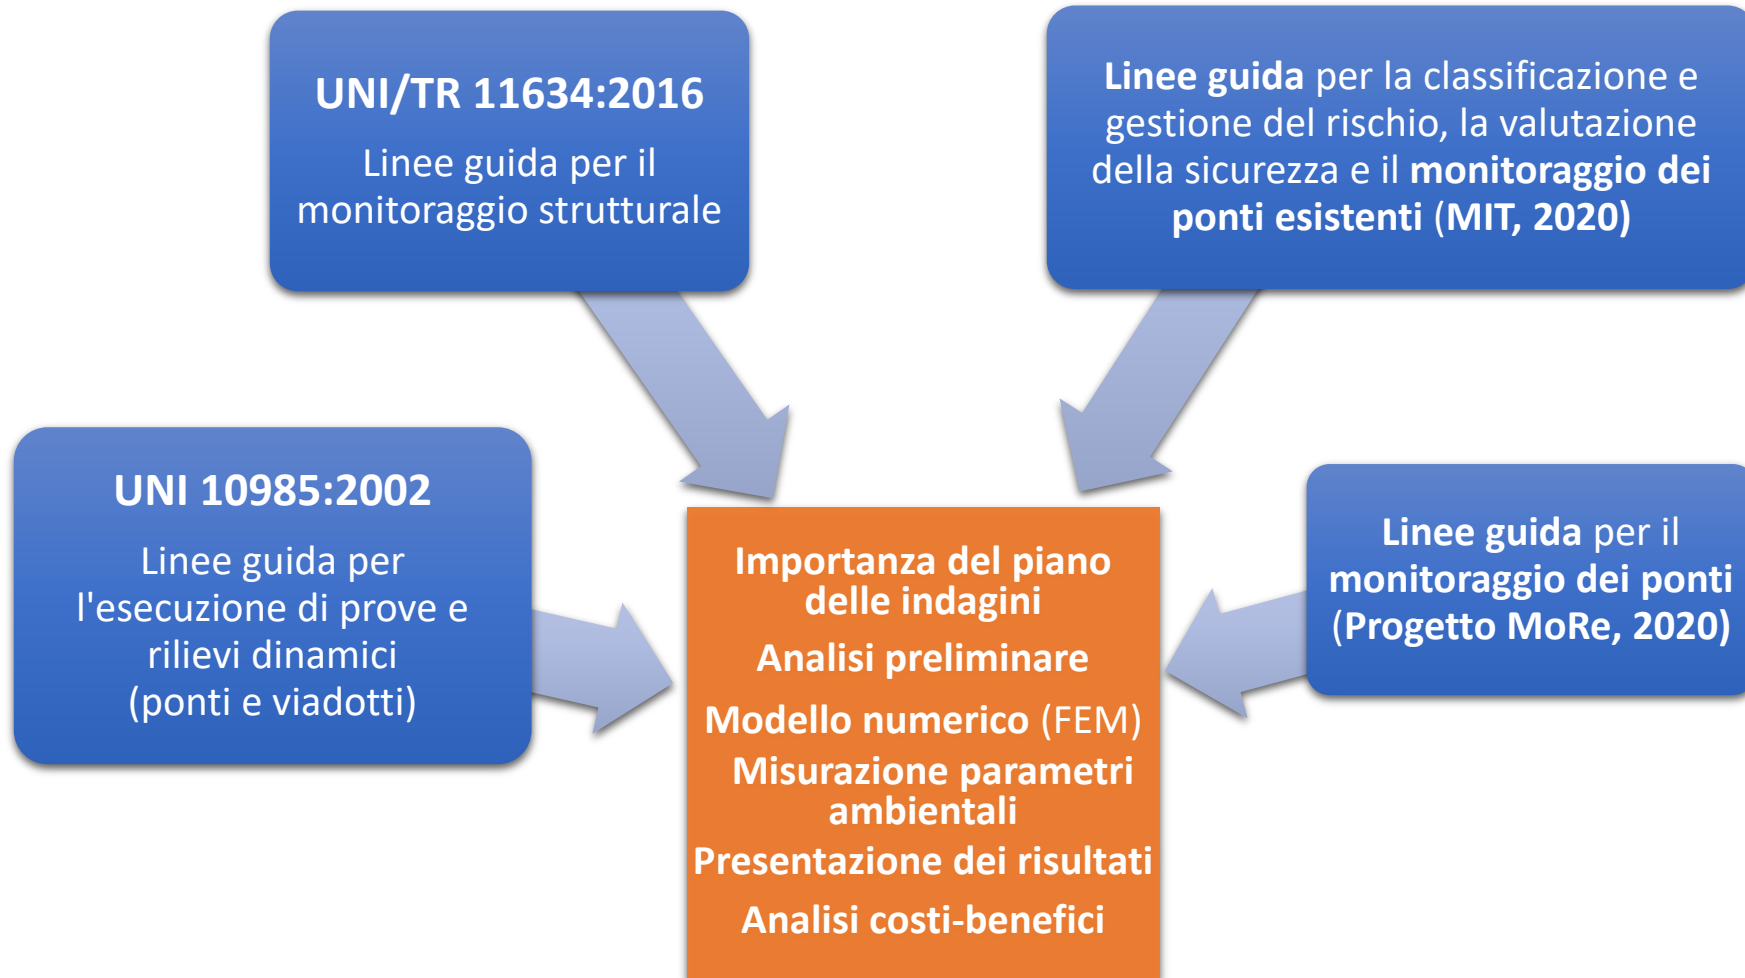 UNI/TR 11634:2016
Linee guida per il
monitoraggio strutturale
Linee guida per la classificazione e
gestione del rischio, la valutazione
della sicurezza e il monitoraggio dei
ponti esistenti (MIT, 2020)
UNI 10985:2002
Linee guida per
l'esecuzione di prove e
rilievi dinamici
(ponti e viadotti)
Importanza del piano
delle indagini
Analisi preliminare
Modello numerico (FEM)
Misurazione parametri
ambientali
Presentazione dei risultati
Analisi costi-benefici
Linee guida per il
monitoraggio dei ponti
(Progetto MoRe, 2020)